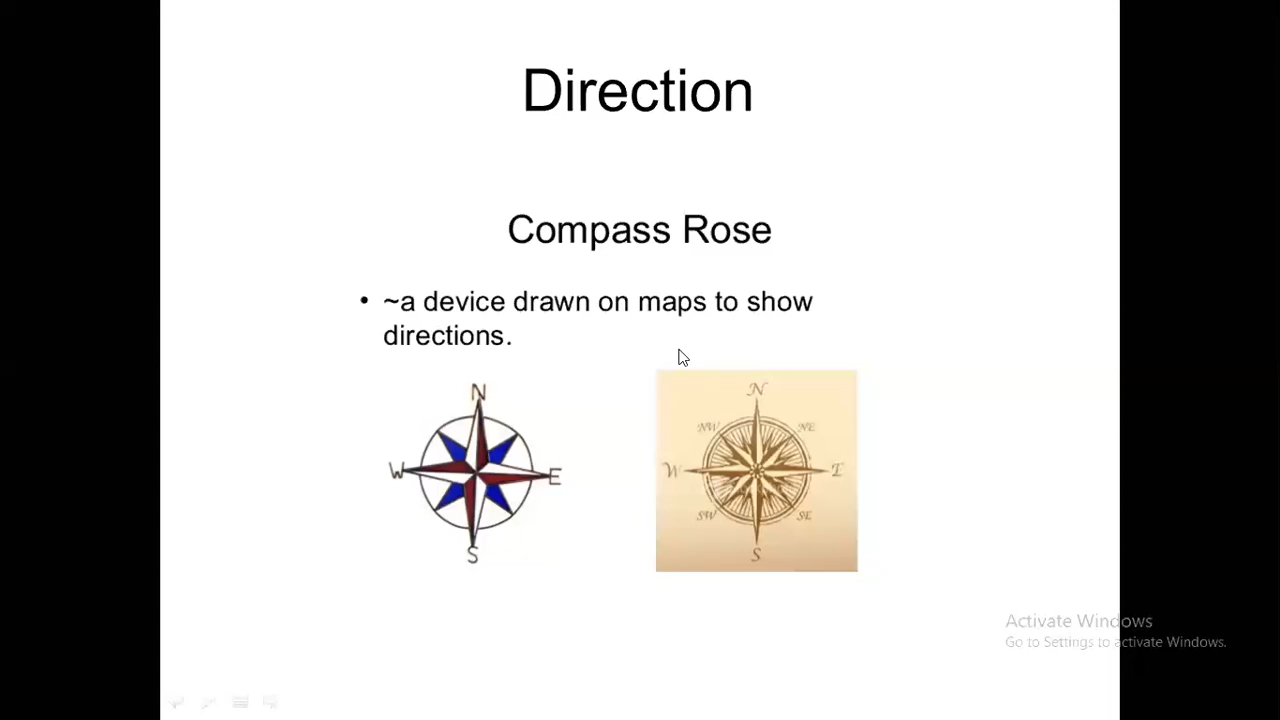 Direction
Compass Rose
• ~a device drawn on maps to show
directions.
N
W
E
S
N
NW
NE
W
E
SW
SE
S
Activate Windows
Go to Settings to activate Windows.